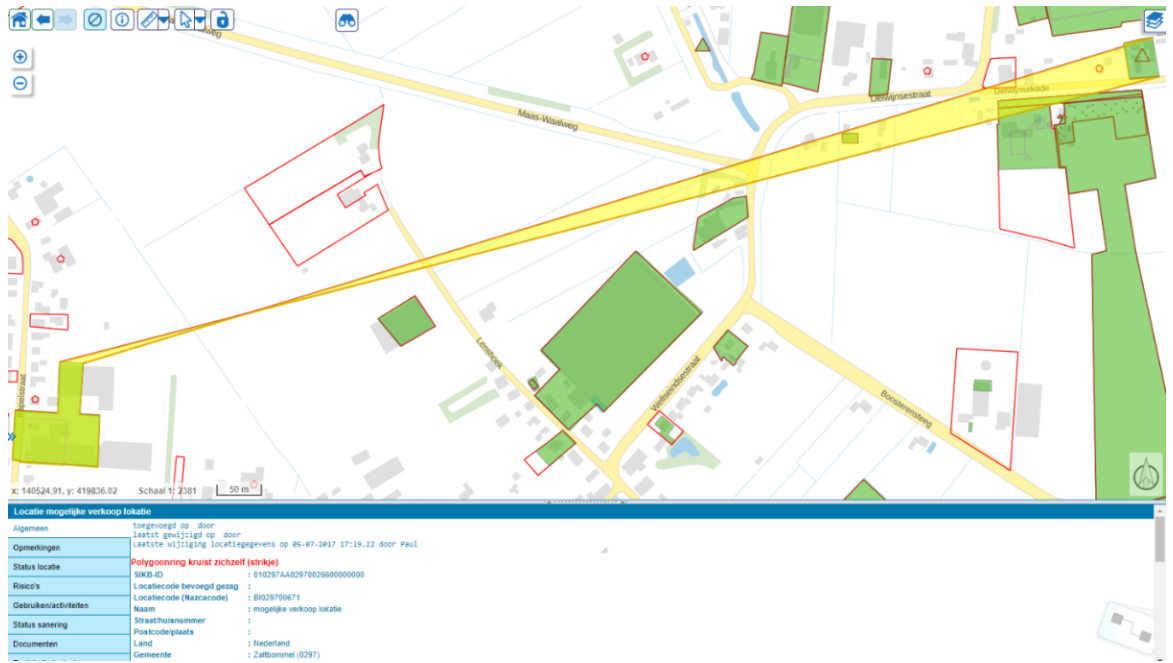 Maas-Waalweg
Delwijnsestraat
Delwijnsekade
Lenshoek
Wellseindsestraat
Boosterensteeg
x: 140524.91, y: 419836.02 Schaal 1: 2381 50 m
Locatie mogelijke verkoop lokatie
Algemeen
Opmerkingen
Status locatie
Risico's
Gebruiken/activiteiten
Status sanering
Documenten
toegevoegd op door
laatst gewijzigd op door
Laatste wijziging locatiegegevens op 05-07-2017 17:19.22 door Paul
Polygoonring kruist zichzelf (strikje)
SIKB-ID : 010297AA02970026600000000
Locatiecode bevoegd gezag :
Locatiecode (Nazcacode) : BI029700671
Naam : mogelijke verkoop lokatie
Straat/huisnummer :
Postcode/plaats :
Land : Nederland
Gemeente : Zaltbommel (0297)